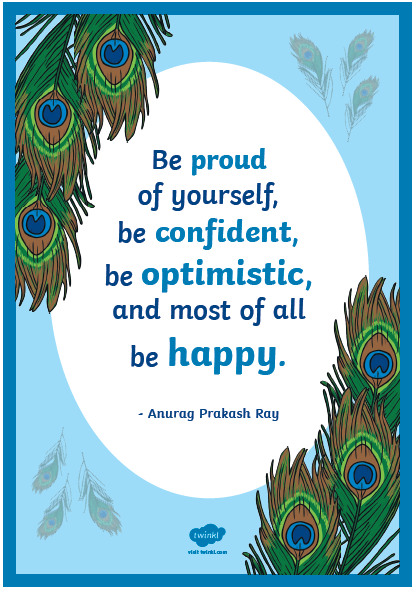 Be proud
of yourself,
be confident,
be optimistic,
and most of all
be happy.
- Anurag Prakash Ray
twinkl
visit twinkl.com